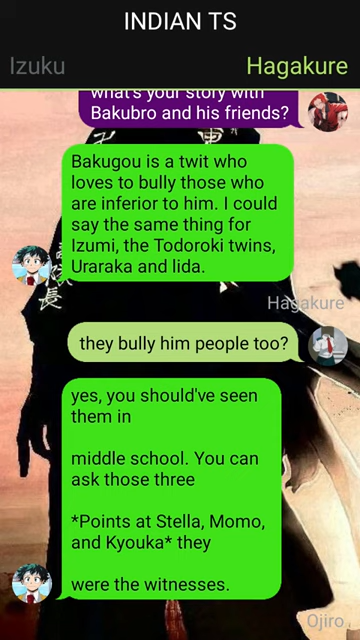 INDIAN TS
Izuku
Hagakure
what's your story with
Bakubro and his friends?
Bakugou is a twit who
loves to bully those who
are inferior to him. I could
say the same thing for
Izumi, the Todoroki twins,
Uraraka and Iida.
Hagakure
they bully him people too?
yes, you should've seen
them in
middle school. You can
ask those three
*Points at Stella, Momo,
and Kyouka* they
were the witnesses.
Ojiro